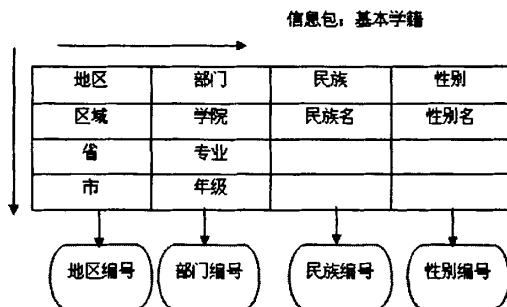 信息包：基本学籍
地区 部门 民族 性别
区域 学院 民族名 性别名
省 专业
市 年级
地区编号 部门编号 民族编号 性别编号